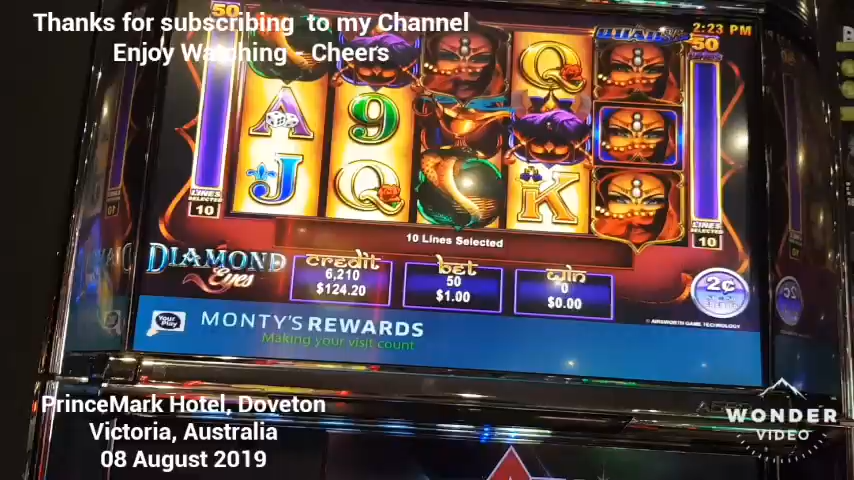 Thanks for subscribing to my Channel
Enjoy Watching - Cheers
2:23 PM
50
50
Q
A
9
J
Q
K
LINES
SELECTED
10
LINES
SELECTED
10
10 Lines Selected
DIAMOND
Eyes
credit
6,210
$124.20
bet
50
$1.00
win
0
$0.00
2¢
© AINSWORTH GAME TECHNOLOGY
Your
Play
MONTY'S REWARDS
Making your visit count
PrinceMark Hotel, Doveton
Victoria, Australia
08 August 2019
WONDER
VIDEO